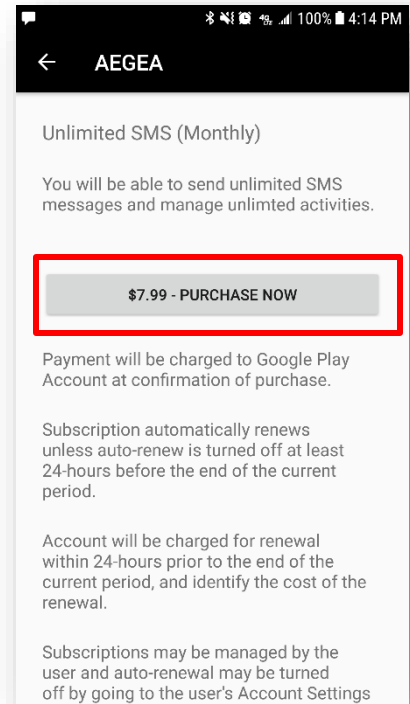 4G LTE 100% 4:14 PM
AEGEA
Unlimited SMS (Monthly)
You will be able to send unlimited SMS
messages and manage unlimted activities.
$7.99 - PURCHASE NOW
Payment will be charged to Google Play
Account at confirmation of purchase.
Subscription automatically renews
unless auto-renew is turned off at least
24-hours before the end of the current
period.
Account will be charged for renewal
within 24-hours prior to the end of the
current period, and identify the cost of the
renewal.
Subscriptions may be managed by the
user and auto-renewal may be turned
off by going to the user's Account Settings